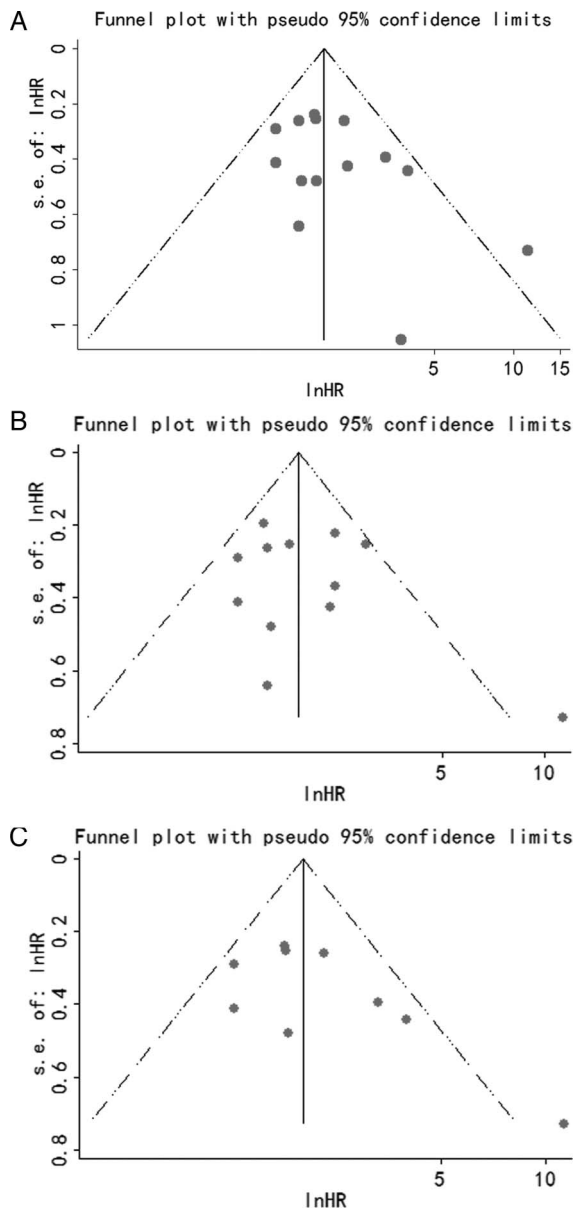 A
Funnel plot with pseudo 95% confidence limits
0
0.2
0.4
0.6
0.8
1
s.e. of: lnHR
5
10
15
lnHR
B
Funnel plot with pseudo 95% confidence limits
0
0.2
0.4
0.6
0.8
s.e. of: lnHR
5
10
lnHR
C
Funnel plot with pseudo 95% confidence limits
0
0.2
0.4
0.6
0.8
s.e. of: lnHR
5
10
lnHR